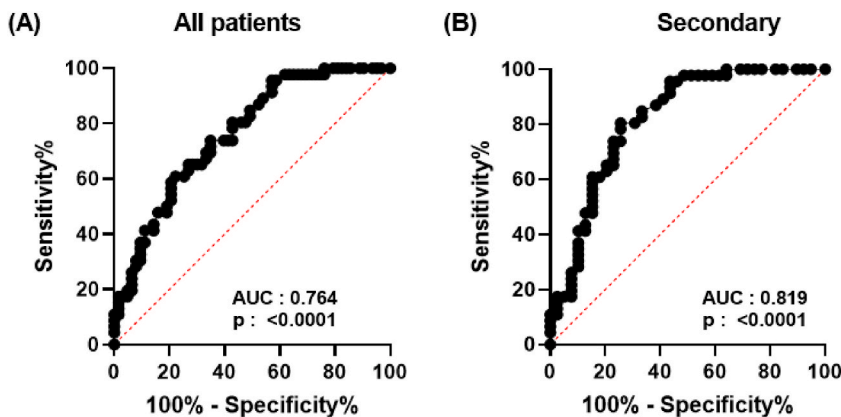 (A) All patients
Sensitivity%
100
80
60
40
20
0
AUC : 0.764
p : <0.0001
0 20 40 60 80 100
100% - Specificity%
(B) Secondary
Sensitivity%
100
80
60
40
20
0
AUC : 0.819
p : <0.0001
0 20 40 60 80 100
100% - Specificity%